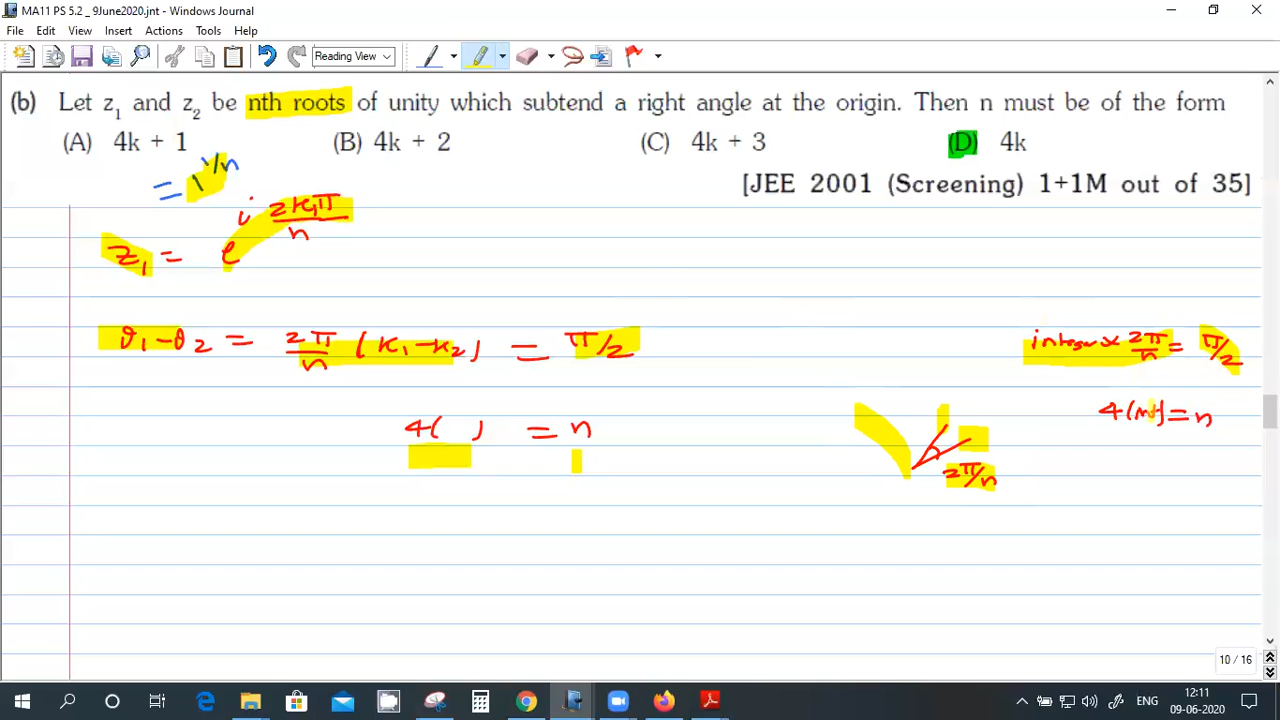 MA11 PS 5.2 _ 9June2020.jnt - Windows Journal
File Edit View Insert Actions Tools Help
Reading View
(b) Let z₁ and z₂ be nth roots of unity which subtend a right angle at the origin. Then n must be of the form
(A) 4k + 1 (B) 4k + 2 (C) 4k + 3 (D) 4k
= 1^(1/n)
[JEE 2001 (Screening) 1+1M out of 35]
z₁ = e^(i 2k₁π/n)
θ₁-θ₂ = 2π/n (k₁-k₂) = π/2
integer × 2π/n = π/2
4( ) = n
4( ) = n
2π/n
10 / 16
ENG
12:11
09-06-2020